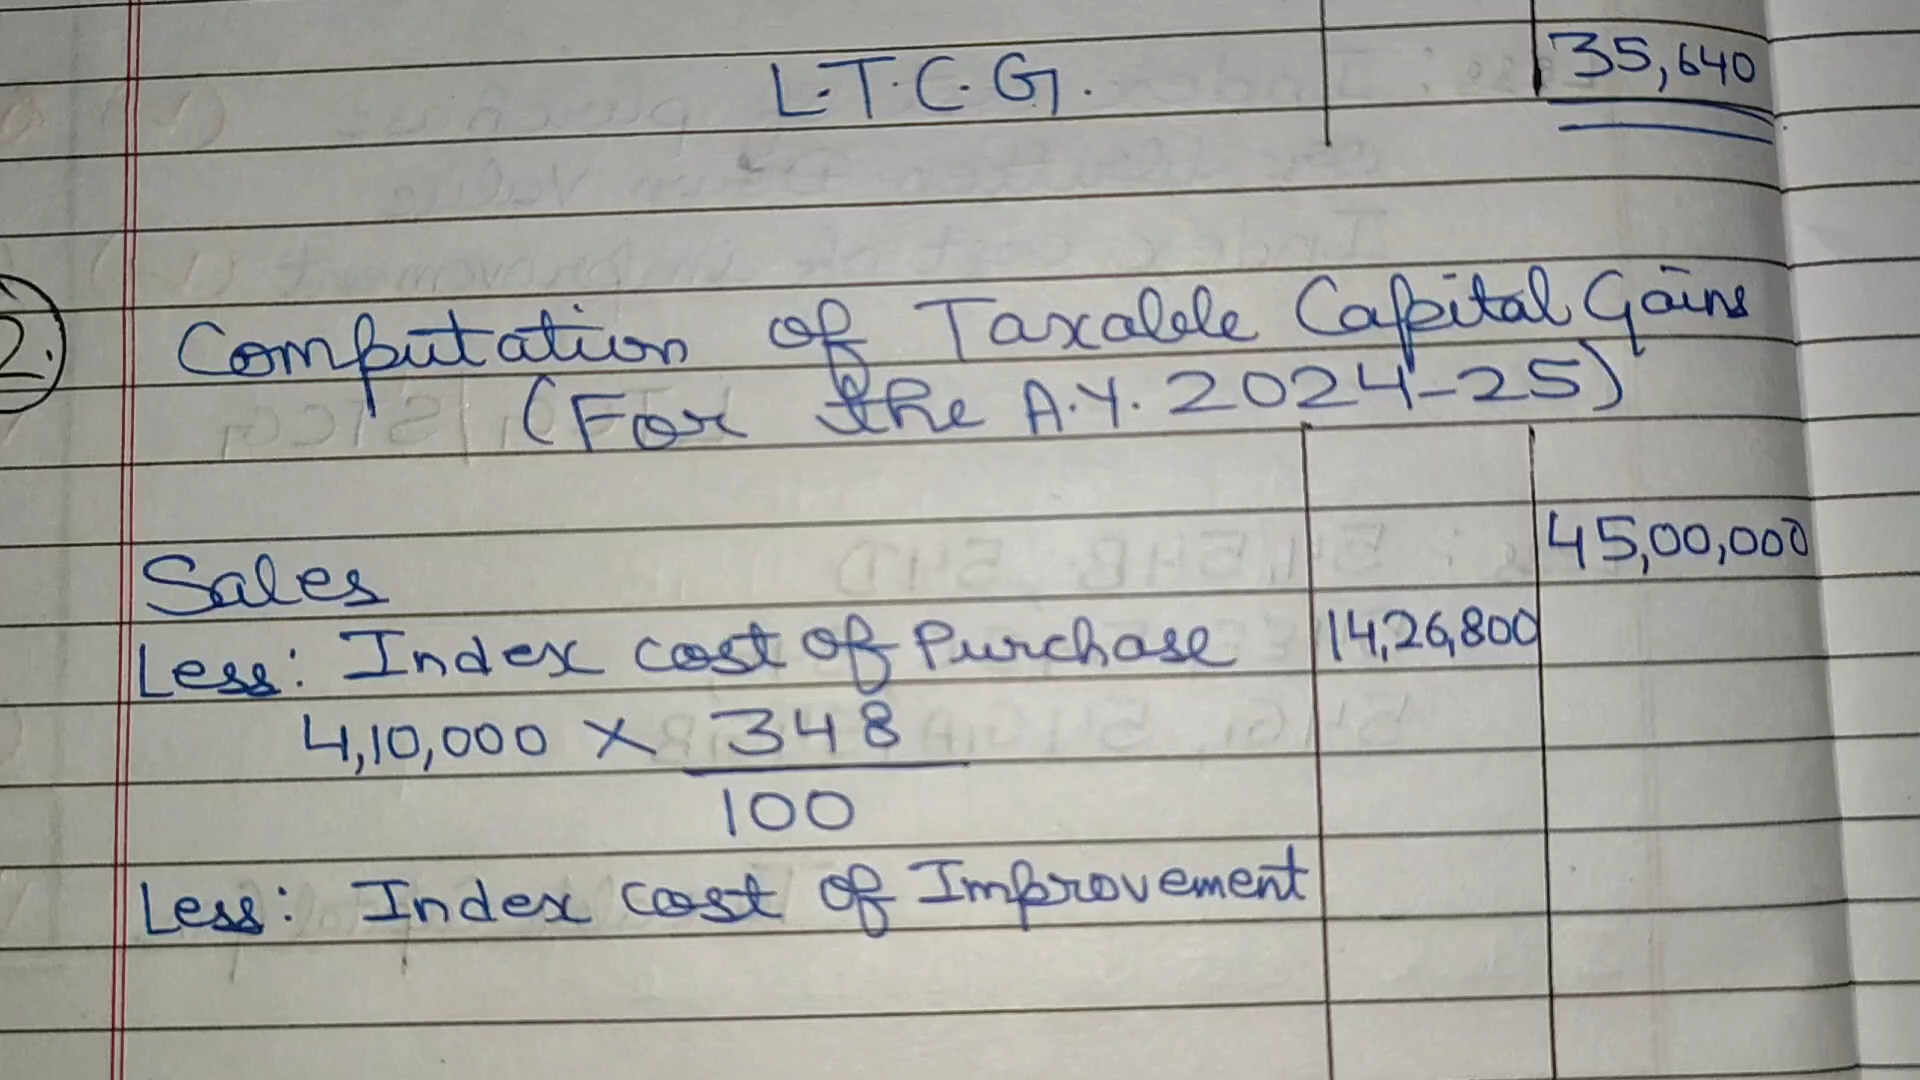 L.T.C.G. 35,640
2. Computation of Taxable Capital Gains
(For the A.Y. 2024-25)
Sales 45,00,000
Less: Index cost of Purchase 14,26,800
4,10,000 × 348
100
Less: Index cost of Improvement